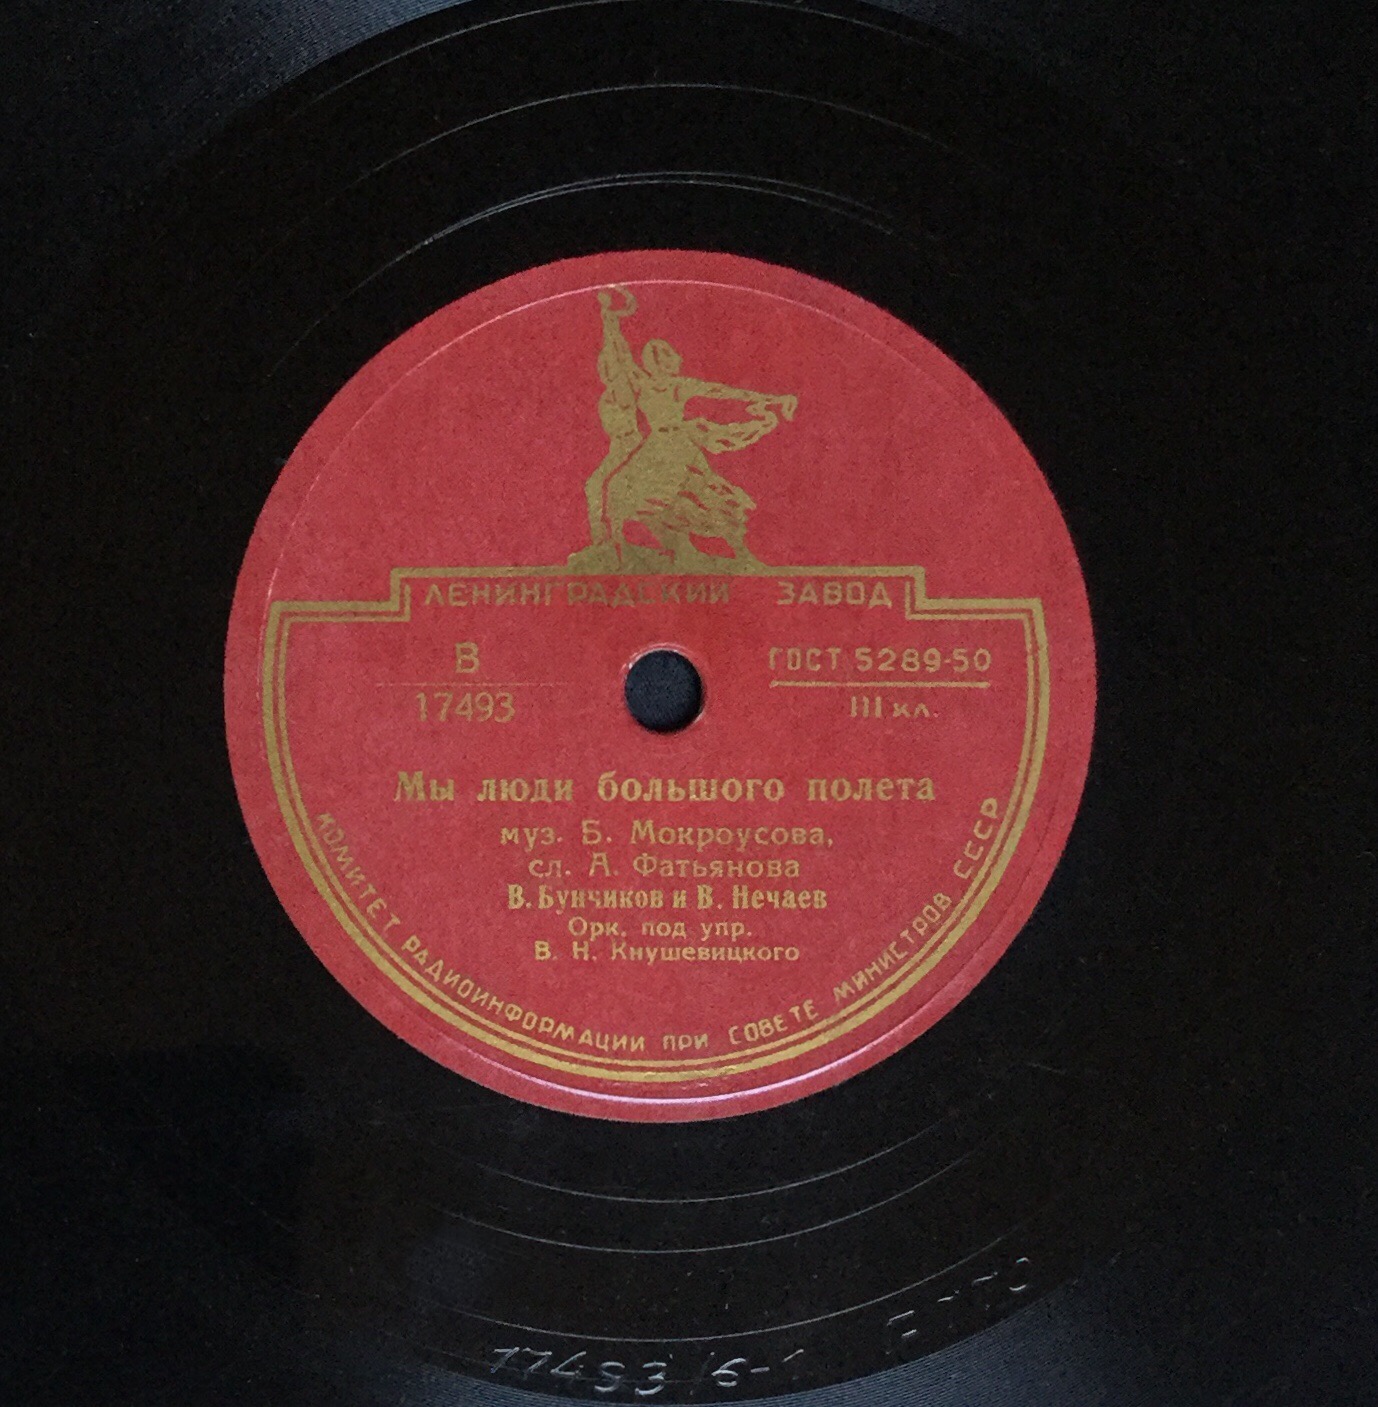 ЛЕНИНГРАДСКИЙ ЗАВОД
В
17493
ГОСТ 5289-50
III кл.
Мы люди большого полета
муз. Б. Мокроусова,
сл. А. Фатьянова
В. Бунчиков и В. Нечаев
Орк. под упр.
В. Н. Кнушевицкого
КОМИТЕТ РАДИОИНФОРМАЦИИ ПРИ СОВЕТЕ МИНИСТРОВ СССР
17493